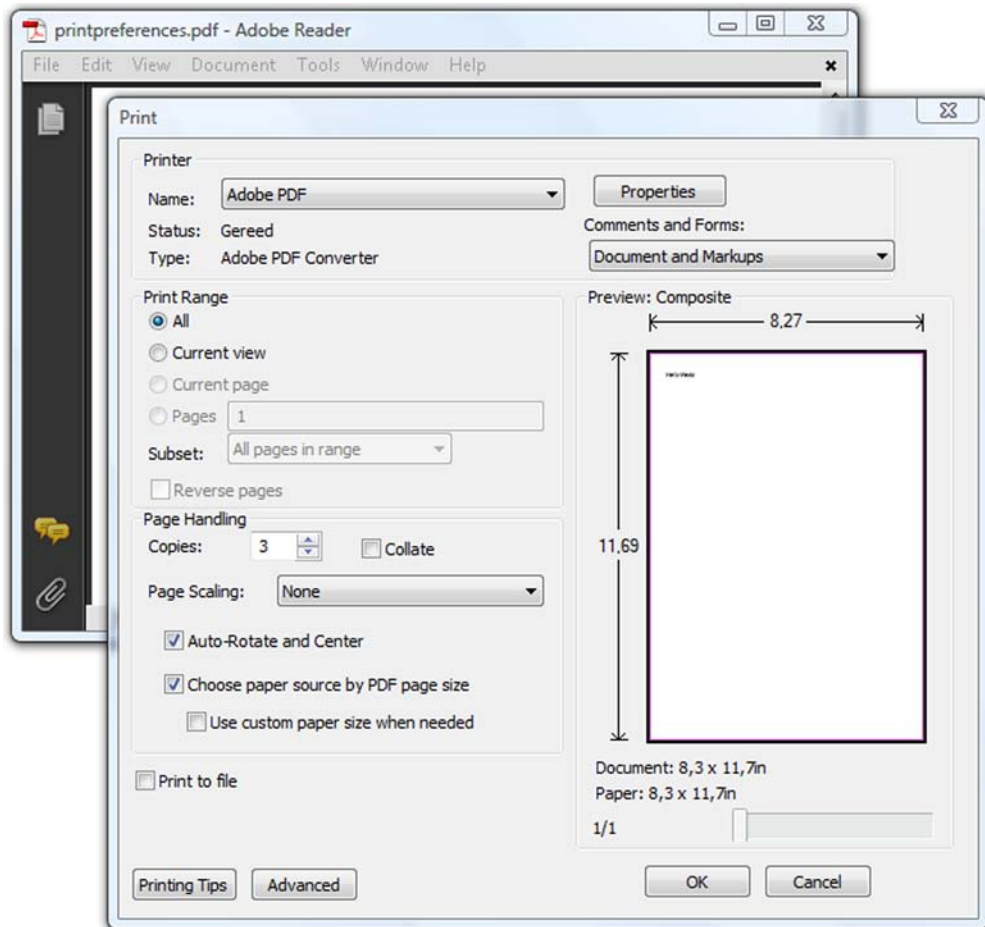 printpreferences.pdf - Adobe Reader
File Edit View Document Tools Window Help
Print
Printer
Name: Adobe PDF Properties
Status: Gereed Comments and Forms:
Type: Adobe PDF Converter Document and Markups
Print Range
All
Current view
Current page
Pages 1
Subset: All pages in range
Reverse pages
Page Handling
Copies: 3 Collate
Page Scaling: None
Auto-Rotate and Center
Choose paper source by PDF page size
Use custom paper size when needed
Print to file
Preview: Composite
8,27
Hello World
11,69
Document: 8,3 x 11,7in
Paper: 8,3 x 11,7in
1/1
Printing Tips Advanced OK Cancel